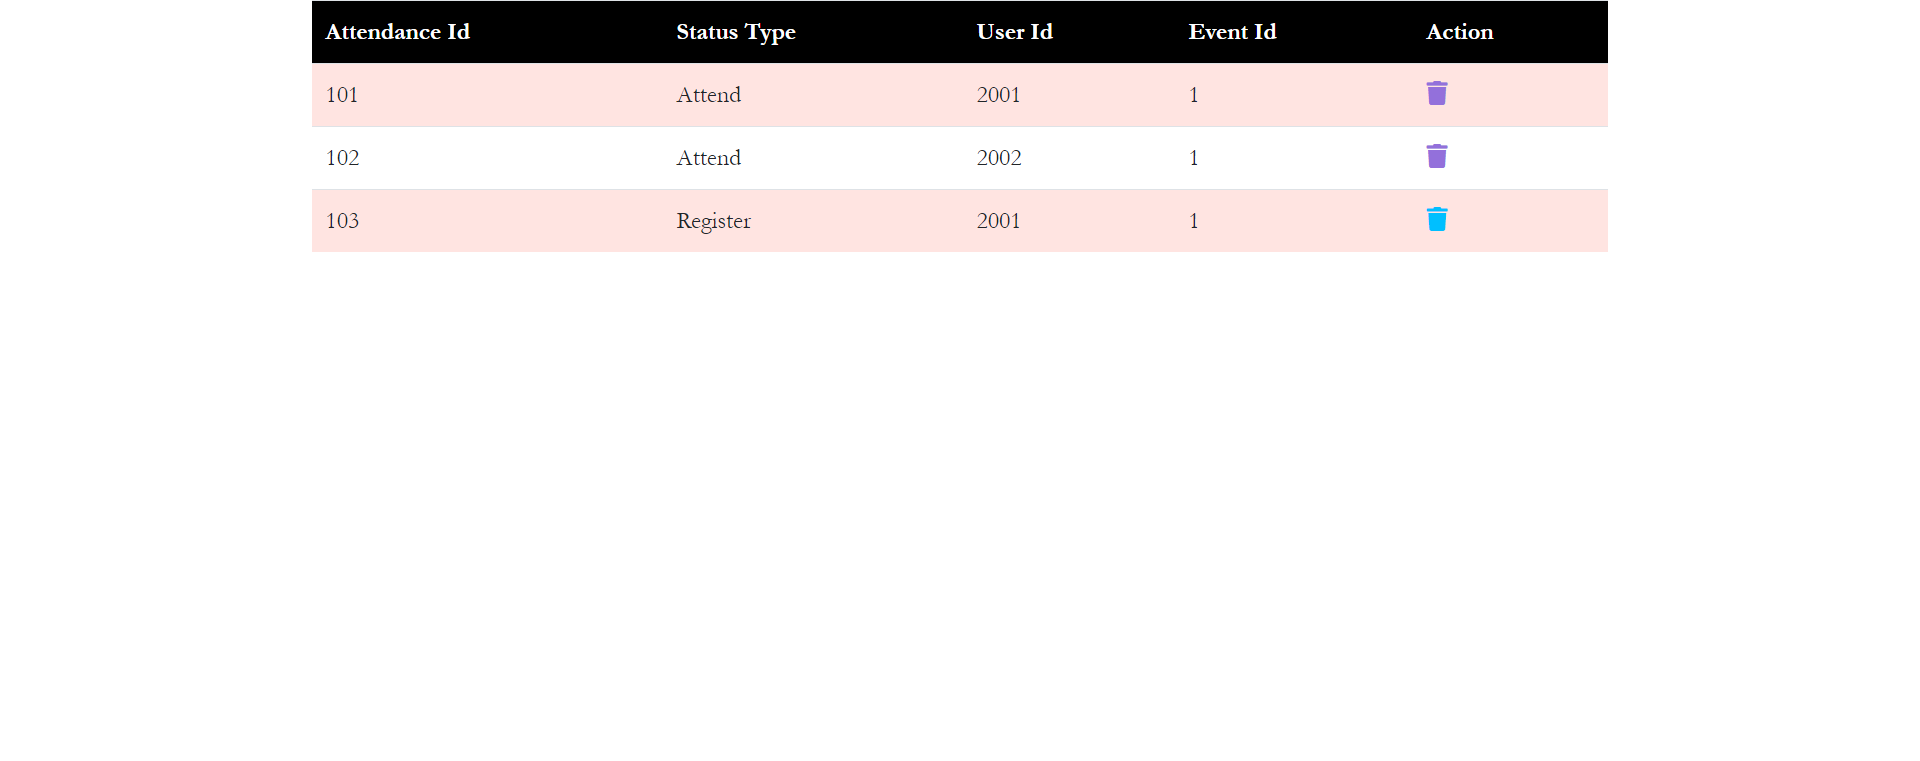 Attendance Id Status Type User Id Event Id Action
101 Attend 2001 1
102 Attend 2002 1
103 Register 2001 1